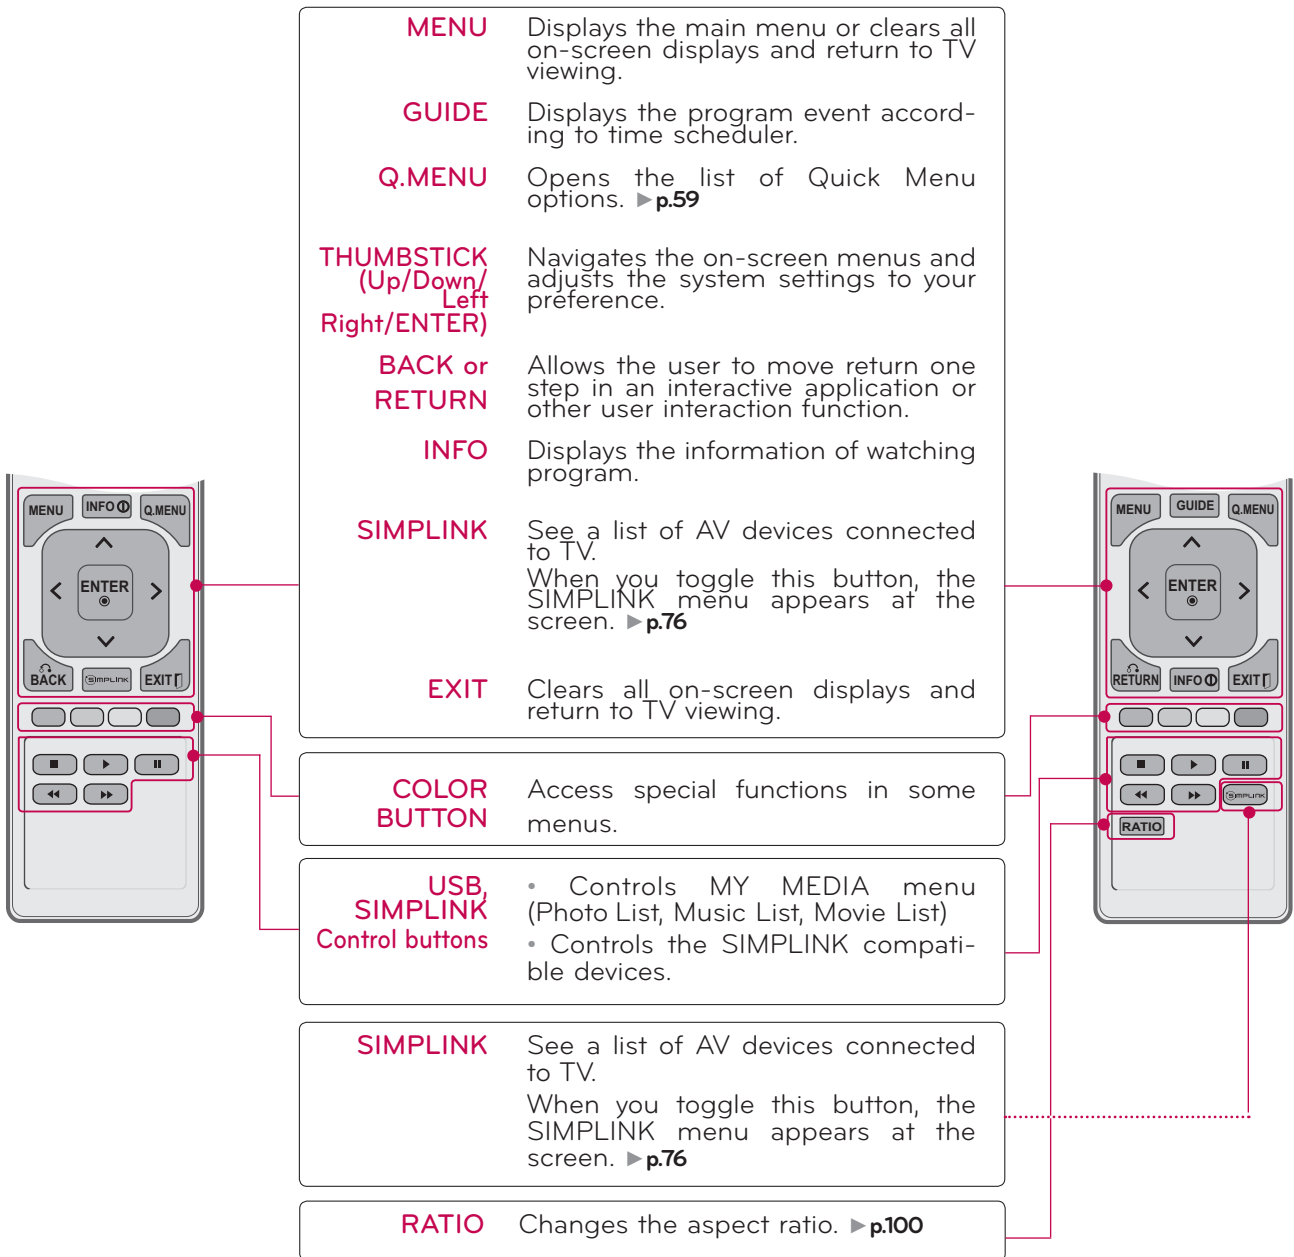 MENU Displays the main menu or clears all
on-screen displays and return to TV
viewing.
GUIDE Displays the program event accord-
ing to time scheduler.
Q.MENU Opens the list of Quick Menu
options. ►p.59
THUMBSTICK Navigates the on-screen menus and
(Up/Down/ adjusts the system settings to your
Left preference.
Right/ENTER)
BACK or Allows the user to move return one
step in an interactive application or
RETURN other user interaction function.
INFO Displays the information of watching
program.
SIMPLINK See a list of AV devices connected
to TV.
When you toggle this button, the
SIMPLINK menu appears at the
screen. ►p.76
EXIT Clears all on-screen displays and
return to TV viewing.
COLOR Access special functions in some
BUTTON menus.
USB, • Controls MY MEDIA menu
SIMPLINK (Photo List, Music List, Movie List)
Control buttons • Controls the SIMPLINK compati-
ble devices.
SIMPLINK See a list of AV devices connected
to TV.
When you toggle this button, the
SIMPLINK menu appears at the
screen. ►p.76
RATIO Changes the aspect ratio. ►p.100
MENU INFO Q.MENU
ENTER
BACK SIMPLINK EXIT
MENU GUIDE Q.MENU
ENTER
RETURN INFO EXIT
SIMPLINK
RATIO